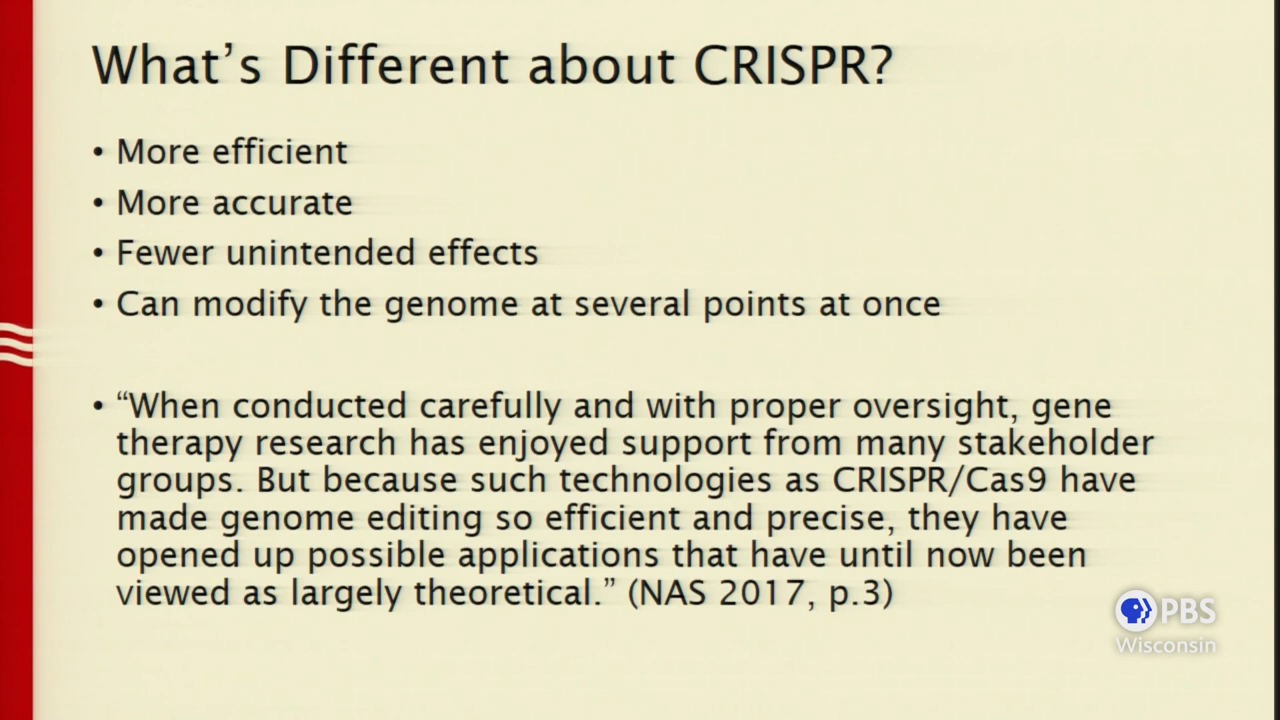 What’s Different about CRISPR?
• More efficient
• More accurate
• Fewer unintended effects
• Can modify the genome at several points at once
• “When conducted carefully and with proper oversight, gene
therapy research has enjoyed support from many stakeholder
groups. But because such technologies as CRISPR/Cas9 have
made genome editing so efficient and precise, they have
opened up possible applications that have until now been
viewed as largely theoretical.” (NAS 2017, p.3)
PBS
Wisconsin